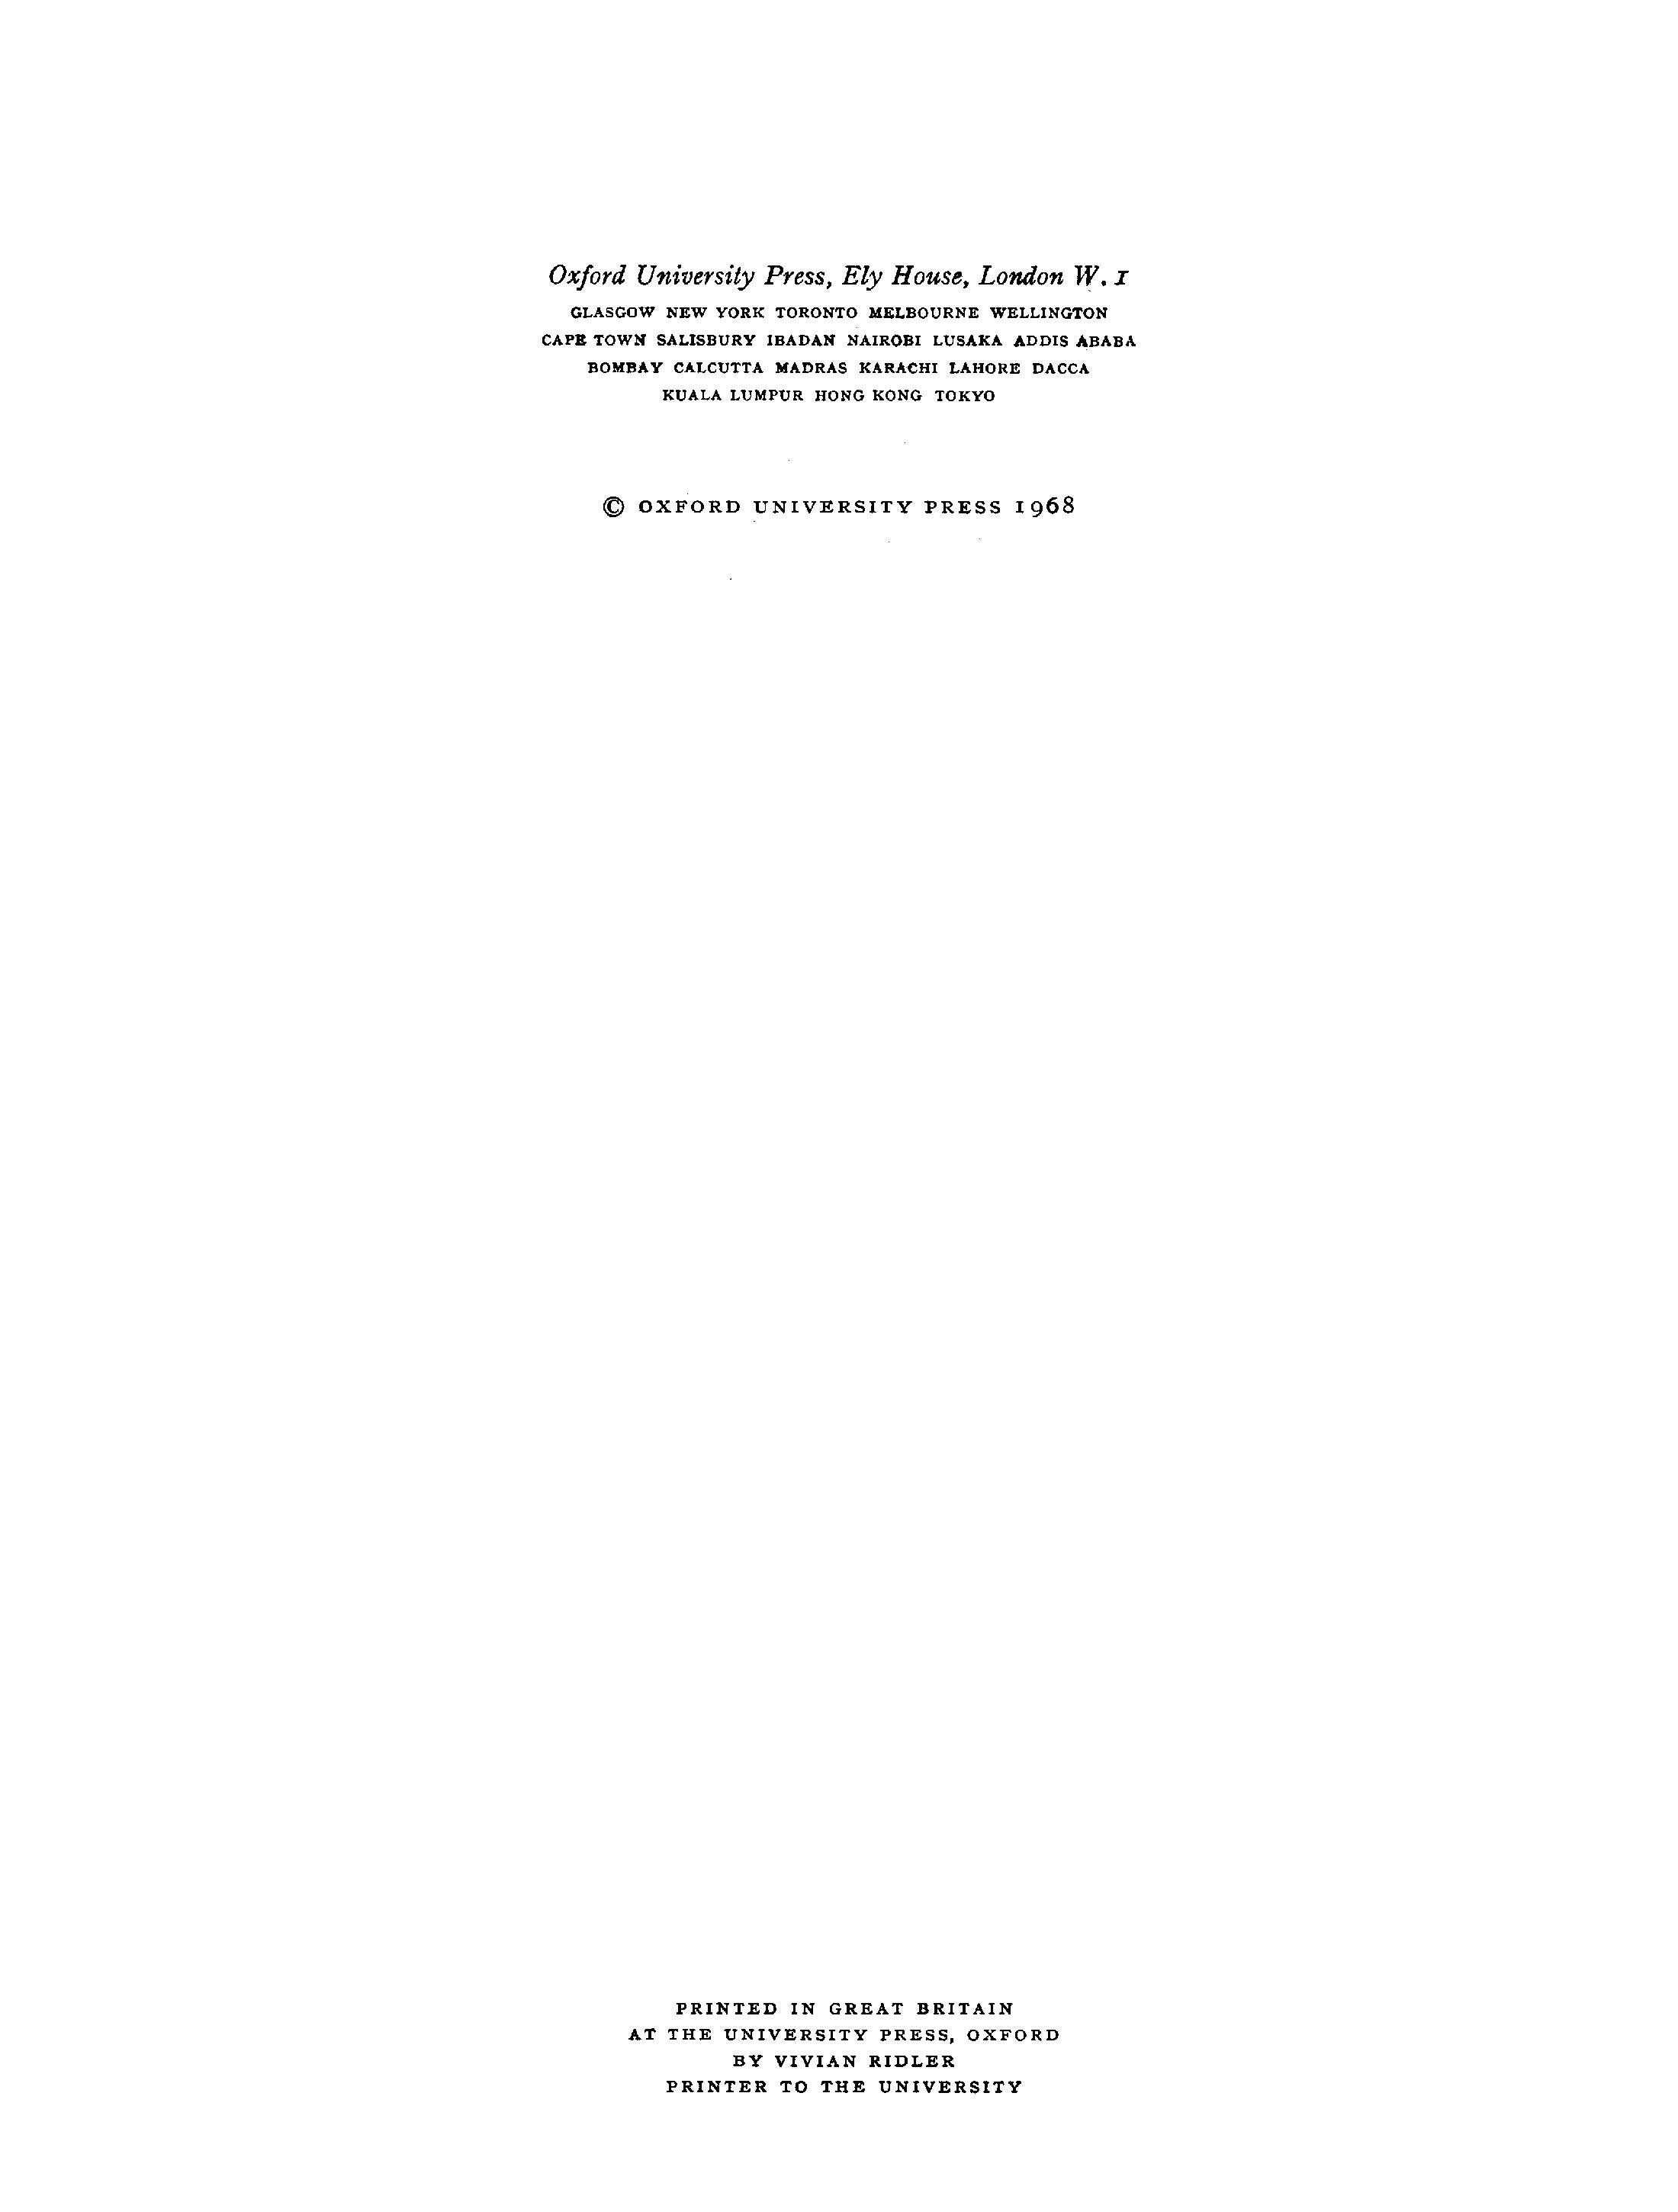 Oxford University Press, Ely House, London W. 1
GLASGOW NEW YORK TORONTO MELBOURNE WELLINGTON
CAPE TOWN SALISBURY IBADAN NAIROBI LUSAKA ADDIS ABABA
BOMBAY CALCUTTA MADRAS KARACHI LAHORE DACCA
KUALA LUMPUR HONG KONG TOKYO
© OXFORD UNIVERSITY PRESS 1968
PRINTED IN GREAT BRITAIN
AT THE UNIVERSITY PRESS, OXFORD
BY VIVIAN RIDLER
PRINTER TO THE UNIVERSITY